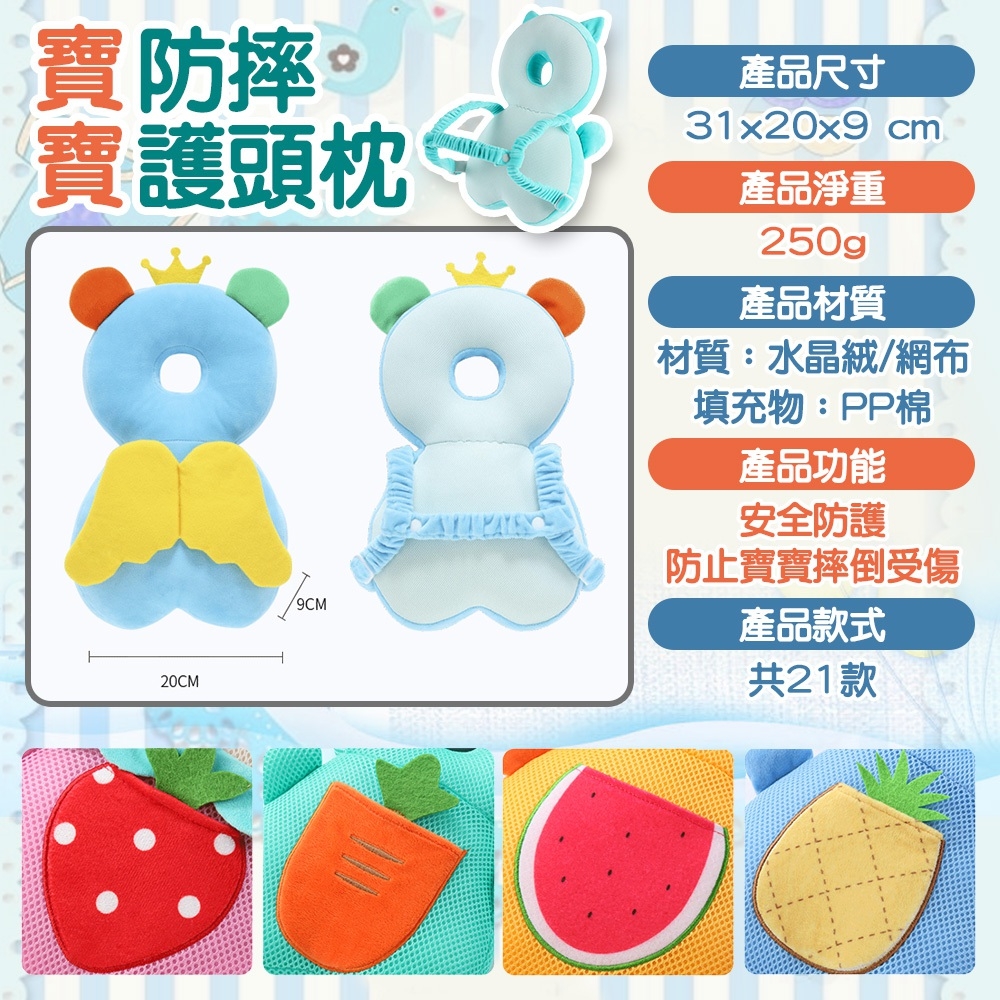 寶寶
防摔
護頭枕
9CM
20CM
產品尺寸
31x20x9 cm
產品淨重
250g
產品材質
材質：水晶絨/網布
填充物：PP棉
產品功能
安全防護
防止寶寶摔倒受傷
產品款式
共21款